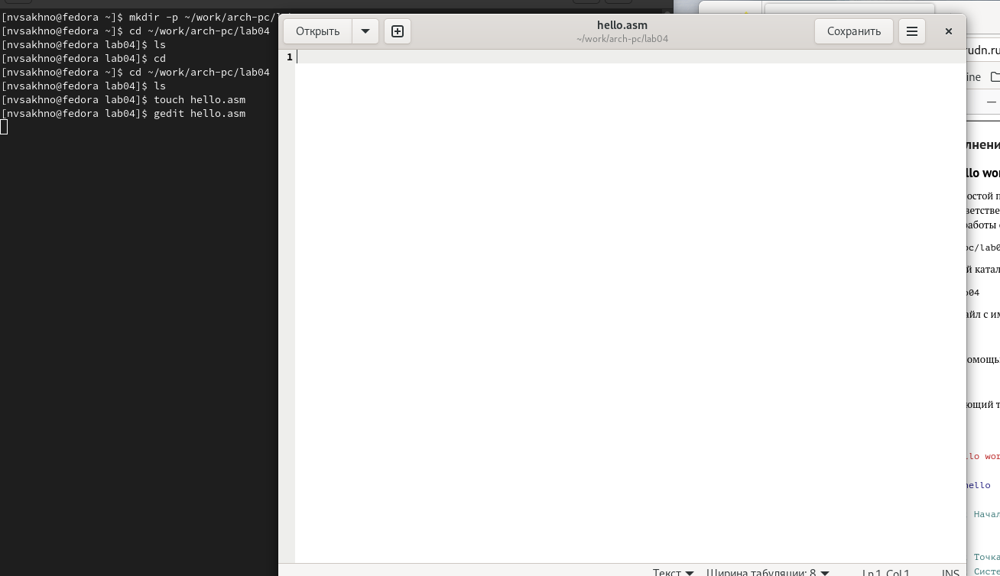 [nvsakhno@fedora ~]$ mkdir -p ~/work/arch-pc/
[nvsakhno@fedora ~]$ cd ~/work/arch-pc/lab04
[nvsakhno@fedora lab04]$ ls
[nvsakhno@fedora lab04]$ cd
[nvsakhno@fedora ~]$ cd ~/work/arch-pc/lab04
[nvsakhno@fedora lab04]$ ls
[nvsakhno@fedora lab04]$ touch hello.asm
[nvsakhno@fedora lab04]$ gedit hello.asm
Открыть
hello.asm
~/work/arch-pc/lab04
Сохранить
1
Текст
Ширина табуляции: 8
Ln 1, Col 1
INS
rudn.ru
ine
лнени
llo wor
остой п
ветстве
работы
pc/lab0
й катал
b04
айл с им
омощь
ющий т
llo wor
hello
Начал
Точка
Систе